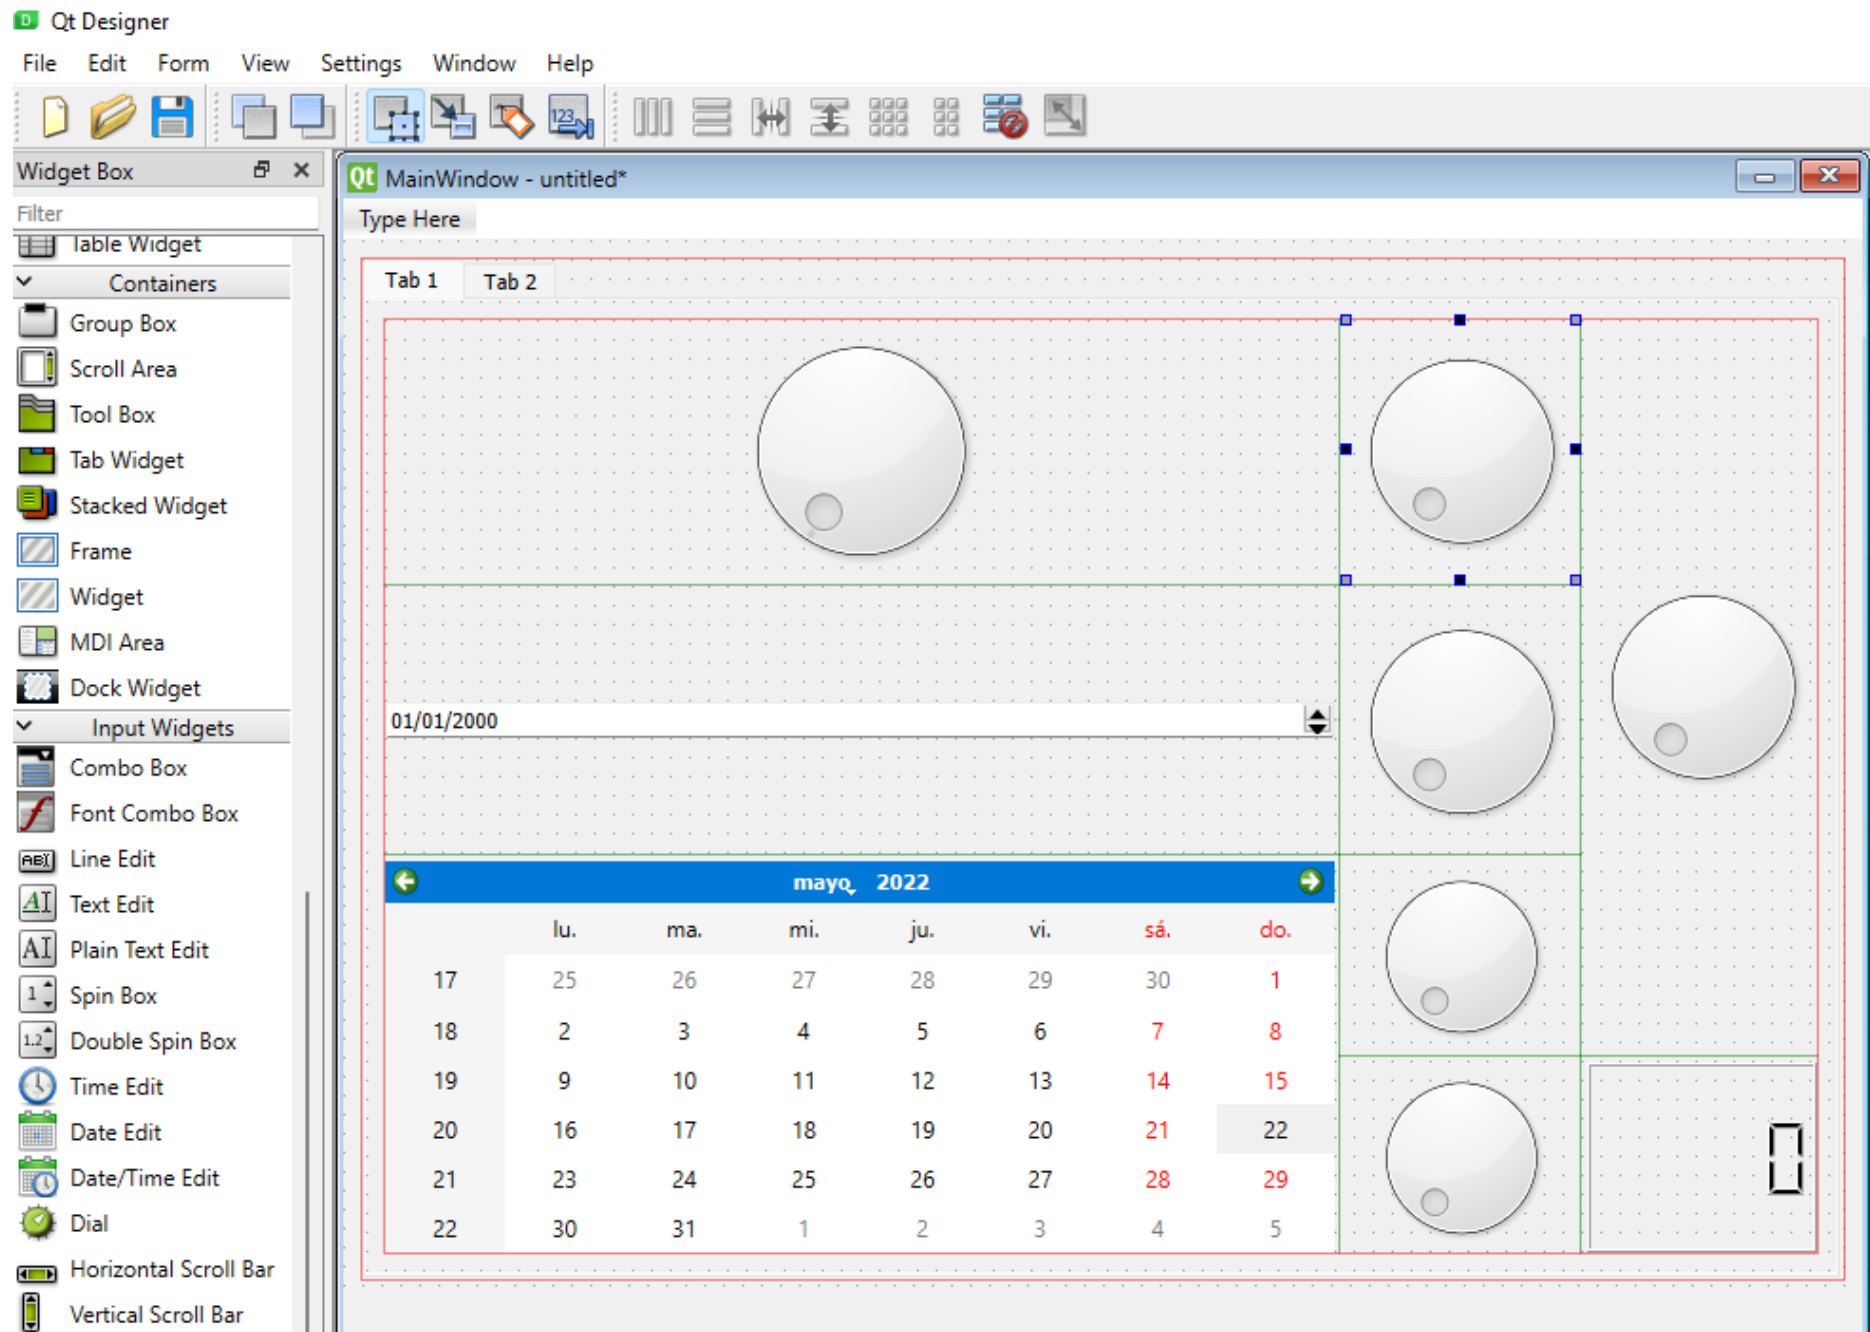 Qt Designer
File Edit Form View Settings Window Help
123
Widget Box
Filter
Table Widget
Containers
Group Box
Scroll Area
Tool Box
Tab Widget
Stacked Widget
Frame
Widget
MDI Area
Dock Widget
Input Widgets
Combo Box
Font Combo Box
Line Edit
Text Edit
Plain Text Edit
Spin Box
Double Spin Box
Time Edit
Date Edit
Date/Time Edit
Dial
Horizontal Scroll Bar
Vertical Scroll Bar
Qt MainWindow - untitled*
Type Here
Tab 1 Tab 2
01/01/2000
mayo, 2022
lu. ma. mi. ju. vi. sá. do.
17 25 26 27 28 29 30 1
18 2 3 4 5 6 7 8
19 9 10 11 12 13 14 15
20 16 17 18 19 20 21 22
21 23 24 25 26 27 28 29
22 30 31 1 2 3 4 5
0